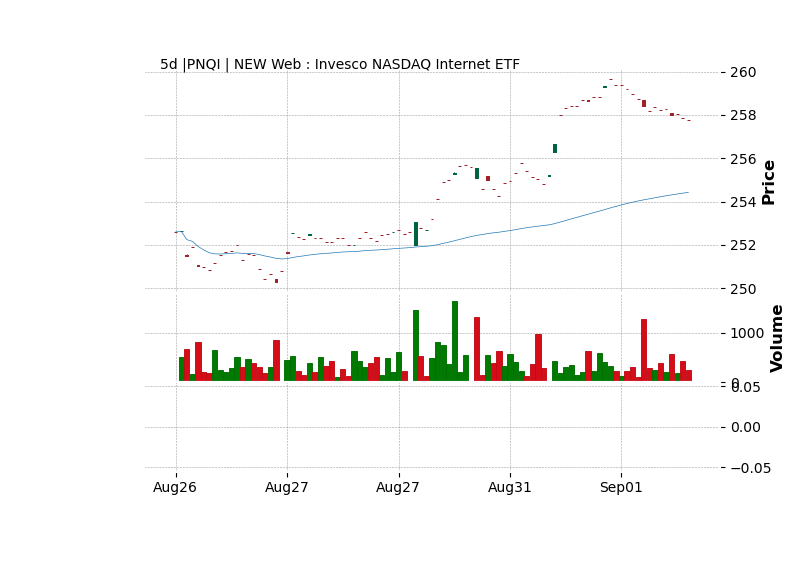 5d |PNQI | NEW Web : Invesco NASDAQ Internet ETF
260
258
256
254
252
250
Price
1000
0
Volume
0.05
0.00
−0.05
Aug26
Aug27
Aug27
Aug31
Sep01